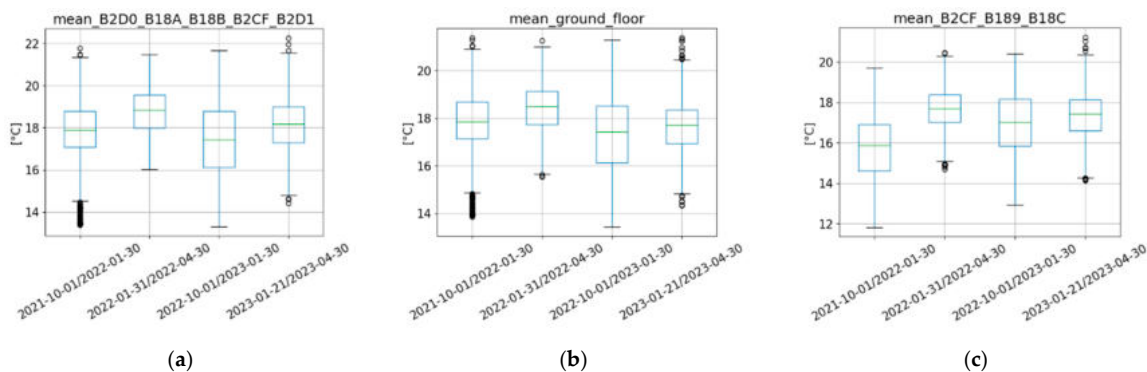 mean_B2D0_B18A_B18B_B2CF_B2D1
[°C]
22
20
18
16
14
2021-10-01/2022-01-30
2022-01-31/2022-04-30
2022-10-01/2023-01-30
2023-01-21/2023-04-30
(a)
mean_ground_floor
[°C]
20
18
16
14
2021-10-01/2022-01-30
2022-01-31/2022-04-30
2022-10-01/2023-01-30
2023-01-21/2023-04-30
(b)
mean_B2CF_B189_B18C
[°C]
20
18
16
14
12
2021-10-01/2022-01-30
2022-01-31/2022-04-30
2022-10-01/2023-01-30
2023-01-21/2023-04-30
(c)